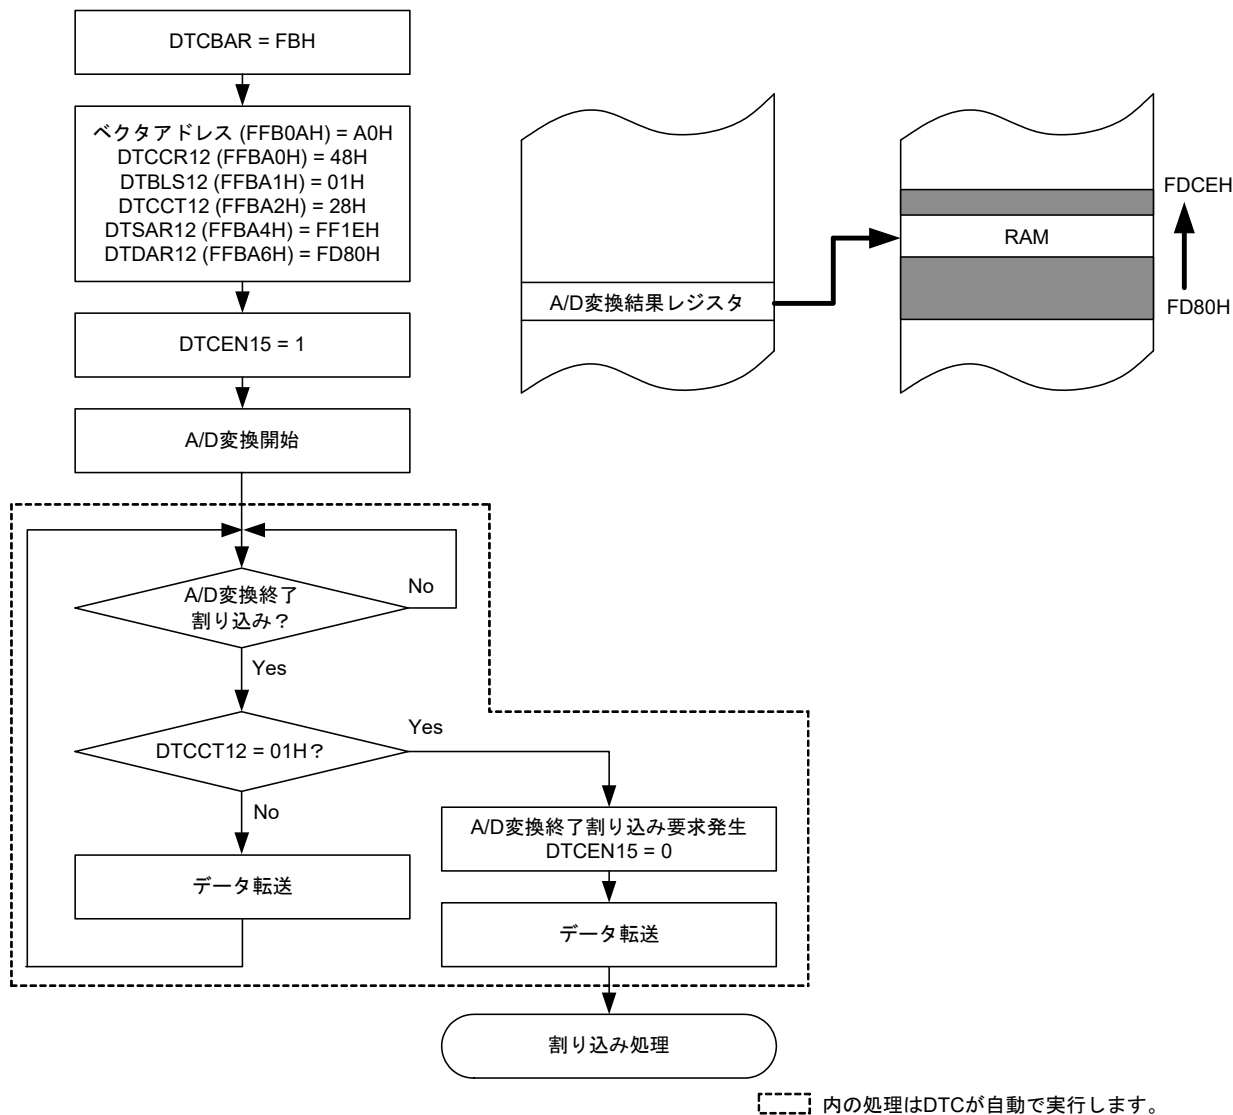 DTCBAR = FBH
ベクタアドレス (FFB0AH) = A0H
DTCCR12 (FFBA0H) = 48H
DTBLS12 (FFBA1H) = 01H
DTCCT12 (FFBA2H) = 28H
DTSAR12 (FFBA4H) = FF1EH
DTDAR12 (FFBA6H) = FD80H
DTCEN15 = 1
A/D変換開始
A/D変換終了
割り込み？
No
Yes
DTCCT12 = 01H？
Yes
No
データ転送
A/D変換終了割り込み要求発生
DTCEN15 = 0
データ転送
割り込み処理
A/D変換結果レジスタ
FDCEH
RAM
FD80H
内の処理はDTCが自動で実行します。